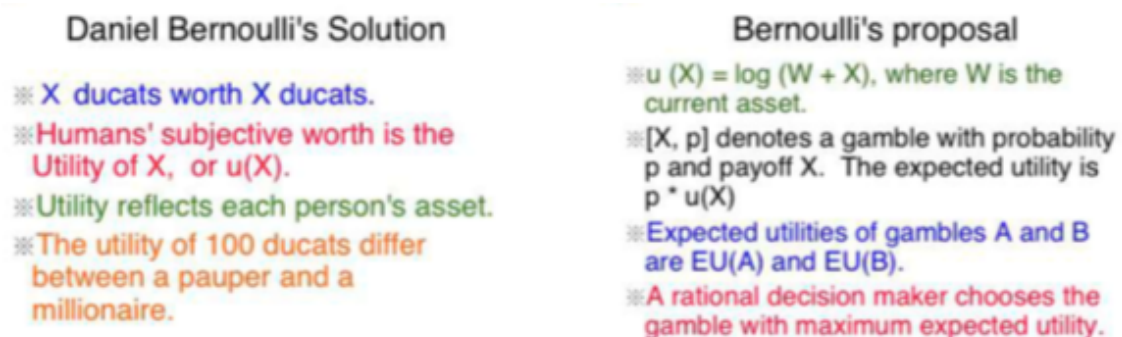 Daniel Bernoulli's Solution
※ X ducats worth X ducats.
※Humans' subjective worth is the
Utility of X, or u(X).
※Utility reflects each person's asset.
※The utility of 100 ducats differ
between a pauper and a
millionaire.
Bernoulli's proposal
※u (X) = log (W + X), where W is the
current asset.
※[X, p] denotes a gamble with probability
p and payoff X. The expected utility is
p * u(X)
※Expected utilities of gambles A and B
are EU(A) and EU(B).
※A rational decision maker chooses the
gamble with maximum expected utility.